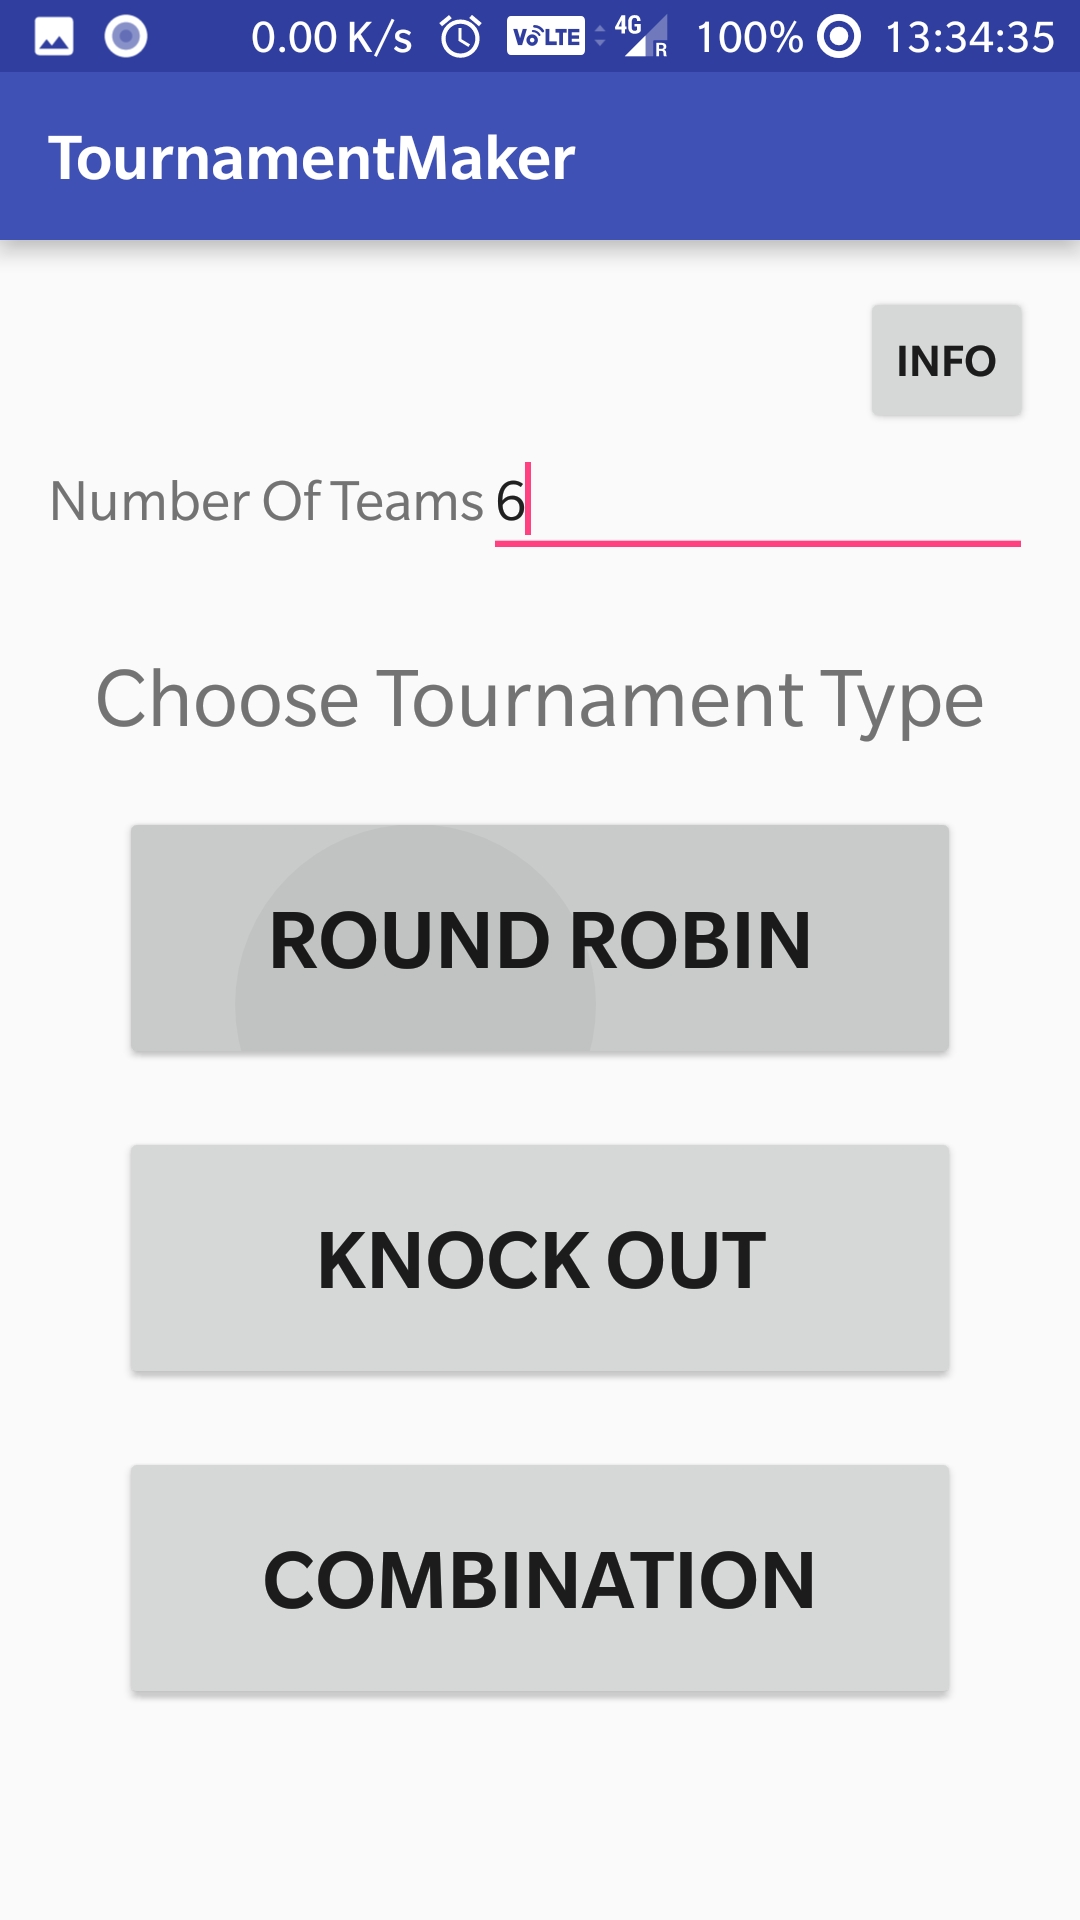 0.00 K/s VoLTE 4G R 100% 13:34:35
TournamentMaker
INFO
Number Of Teams 6
Choose Tournament Type
ROUND ROBIN
KNOCK OUT
COMBINATION